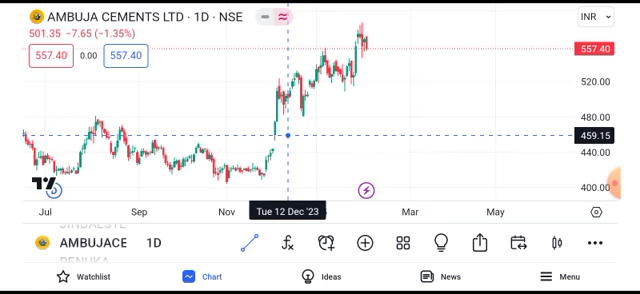 AMBUJA CEMENTS LTD · 1D · NSE
INR
501.35 −7.65 (−1.35%)
557.40 0.00 557.40
557.40
520.00
480.00
459.15
440.00
400.00
Jul Sep Nov Tue 12 Dec '23 Mar May
AMBUJACE 1D
Watchlist Chart Ideas News Menu